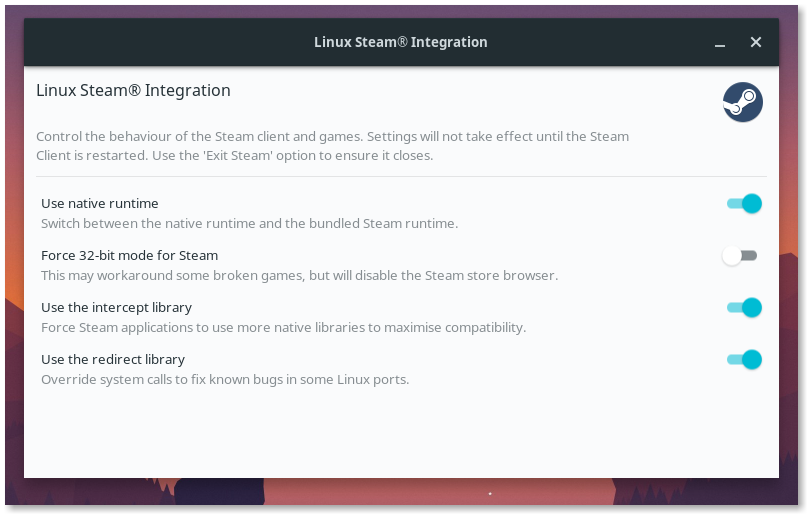 Linux Steam® Integration
Linux Steam® Integration
Control the behaviour of the Steam client and games. Settings will not take effect until the Steam
Client is restarted. Use the 'Exit Steam' option to ensure it closes.
Use native runtime
Switch between the native runtime and the bundled Steam runtime.
Force 32-bit mode for Steam
This may workaround some broken games, but will disable the Steam store browser.
Use the intercept library
Force Steam applications to use more native libraries to maximise compatibility.
Use the redirect library
Override system calls to fix known bugs in some Linux ports.